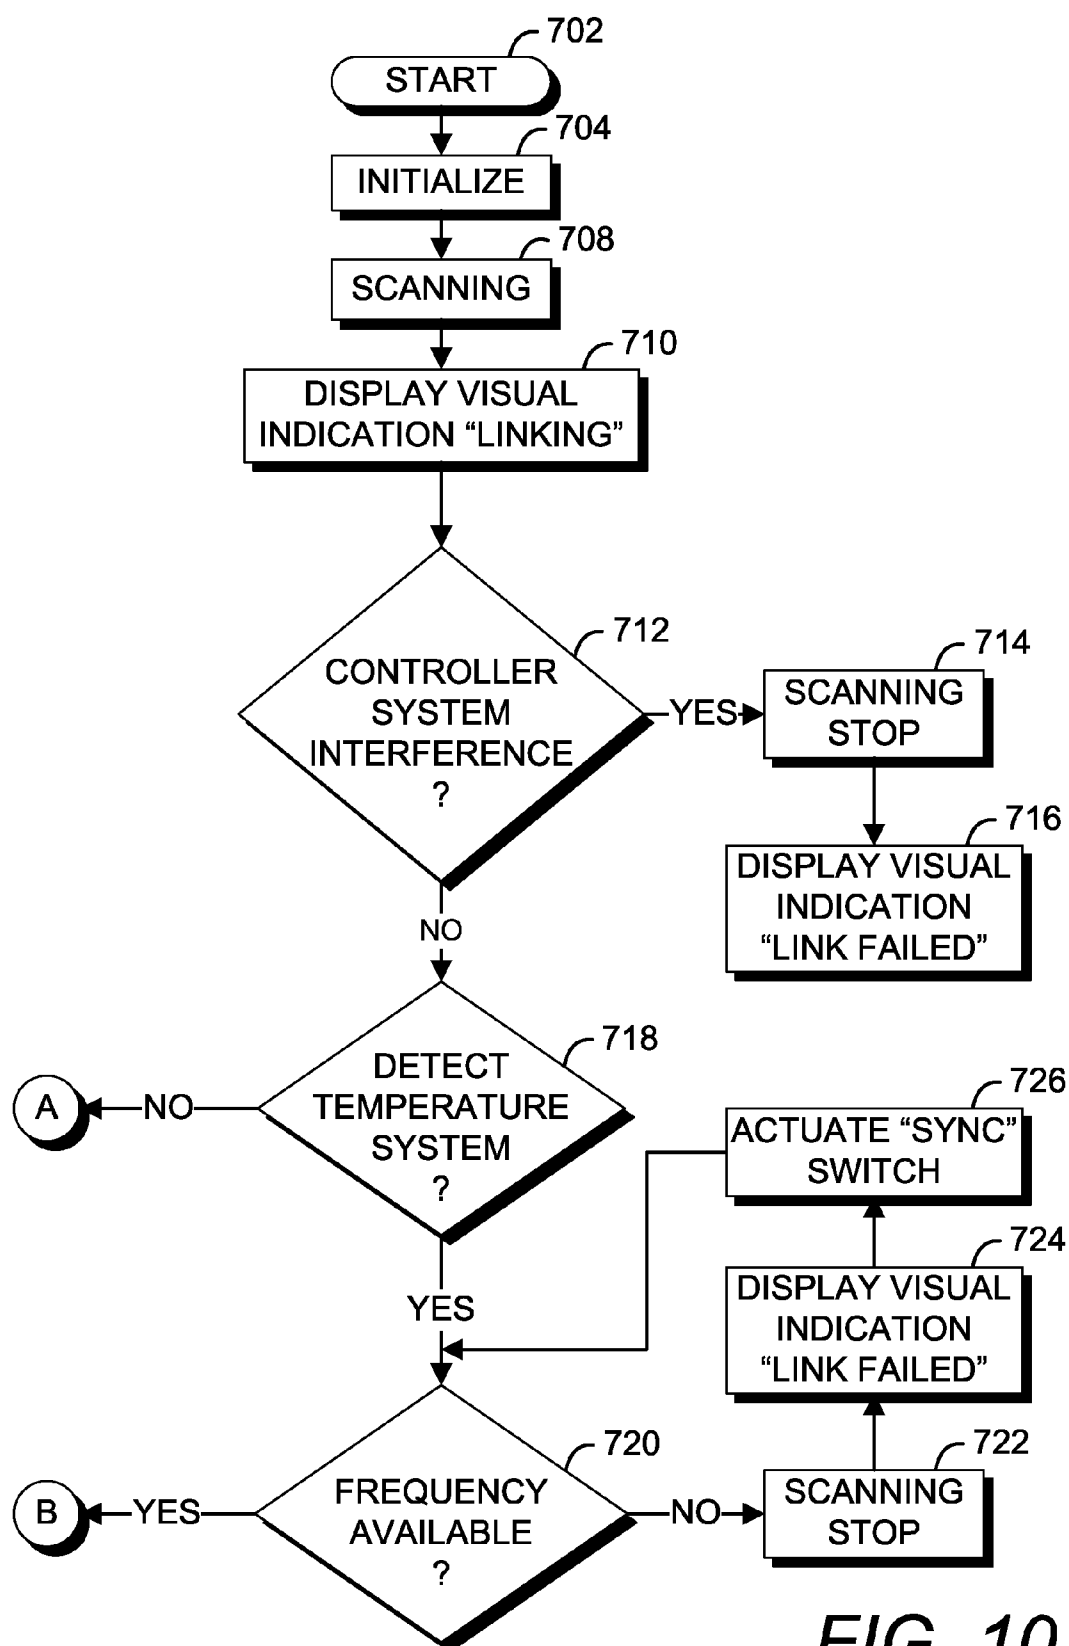 702
START
704
INITIALIZE
708
SCANNING
710
DISPLAY VISUAL
INDICATION “LINKING”
712
CONTROLLER
SYSTEM
INTERFERENCE
?
YES
714
SCANNING
STOP
716
DISPLAY VISUAL
INDICATION
“LINK FAILED”
NO
718
DETECT
TEMPERATURE
SYSTEM
?
NO
A
YES
726
ACTUATE “SYNC”
SWITCH
724
DISPLAY VISUAL
INDICATION
“LINK FAILED”
720
FREQUENCY
AVAILABLE
?
YES
B
NO
722
SCANNING
STOP
FIG. 10